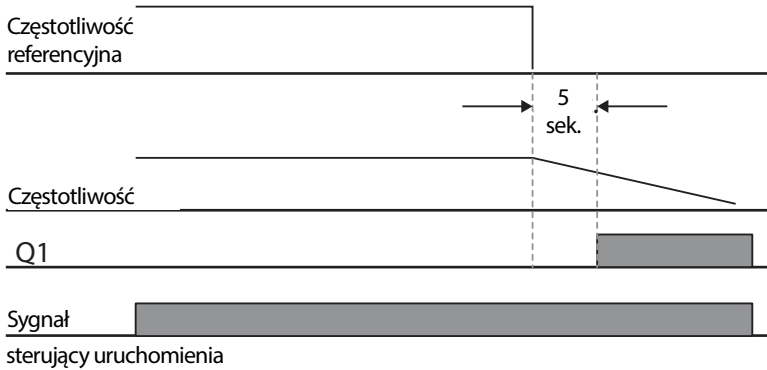 Częstotliwość
referencyjna
5
sek.
Częstotliwość
Q1
Sygnał
sterujący uruchomienia